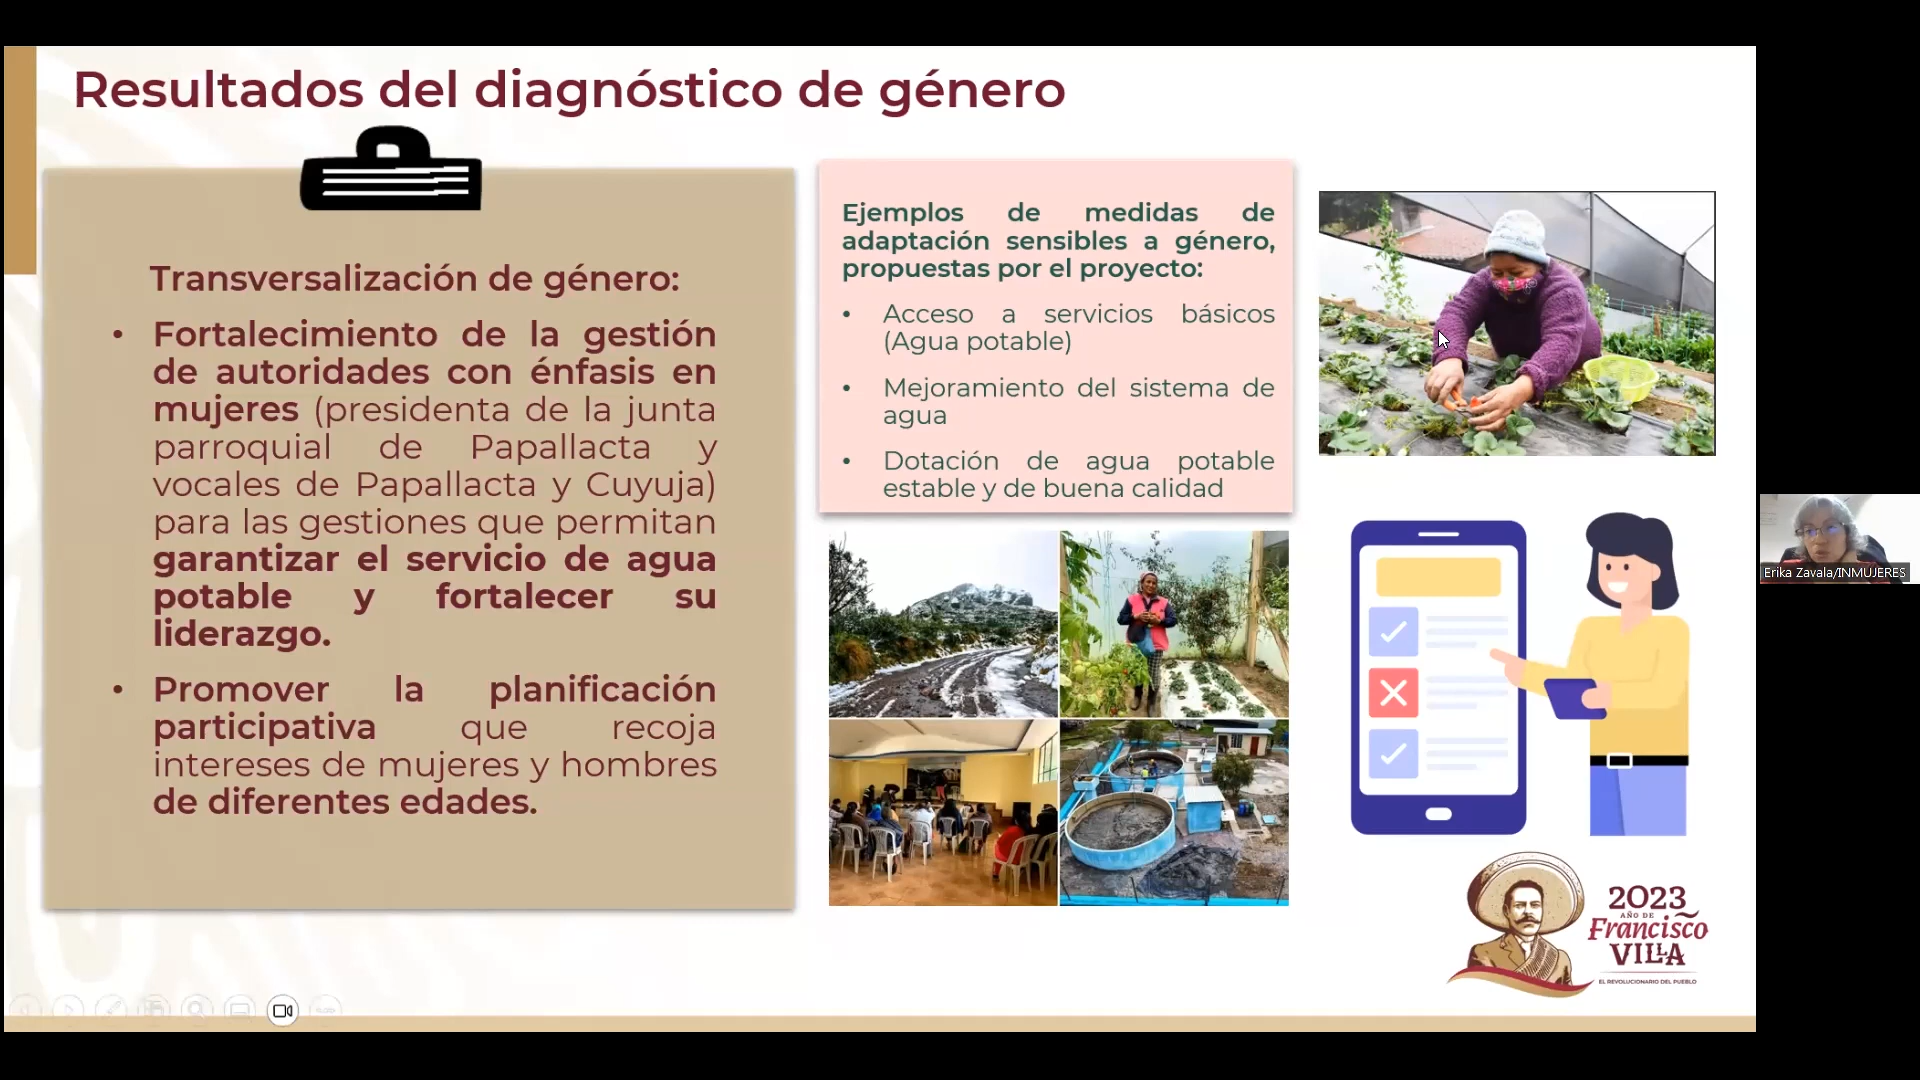 Resultados del diagnóstico de género
Transversalización de género:
• Fortalecimiento de la gestión
de autoridades con énfasis en
mujeres (presidenta de la junta
parroquial de Papallacta y
vocales de Papallacta y Cuyuja)
para las gestiones que permitan
garantizar el servicio de agua
potable y fortalecer su
liderazgo.
• Promover la planificación
participativa que recoja
intereses de mujeres y hombres
de diferentes edades.
Ejemplos de medidas de
adaptación sensibles a género,
propuestas por el proyecto:
• Acceso a servicios básicos
(Agua potable)
• Mejoramiento del sistema de
agua
• Dotación de agua potable
estable y de buena calidad
2023
AÑO DE
Francisco
VILLA
EL REVOLUCIONARIO DEL PUEBLO
Erika Zavala/INMUJERES